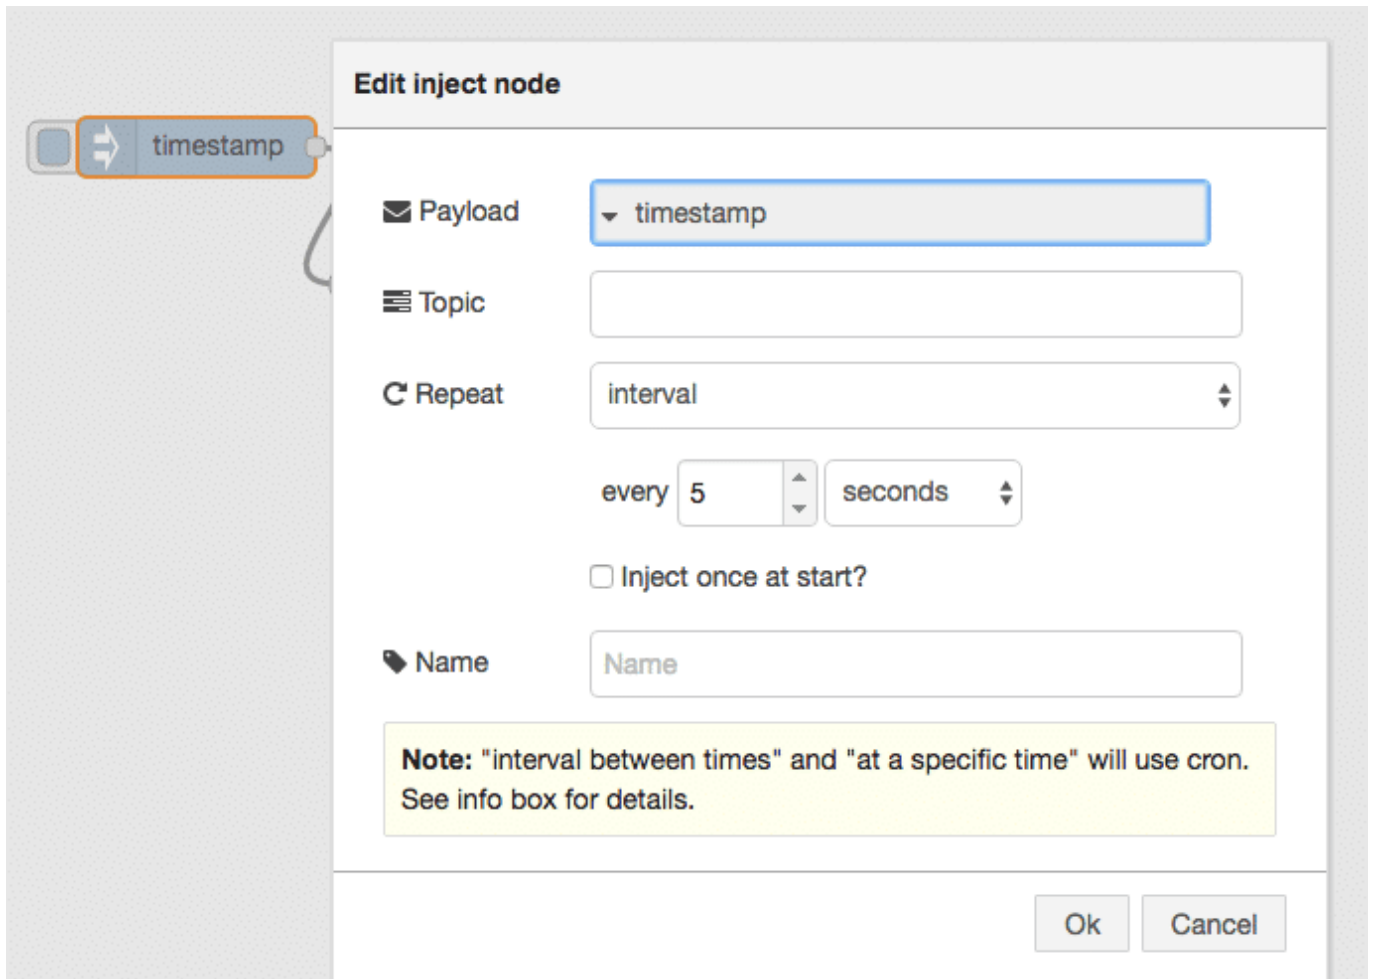 Edit inject node
timestamp
Payload
timestamp
Topic
Repeat
interval
every 5 seconds
Inject once at start?
Name
Name
Note: "interval between times" and "at a specific time" will use cron.
See info box for details.
Ok Cancel